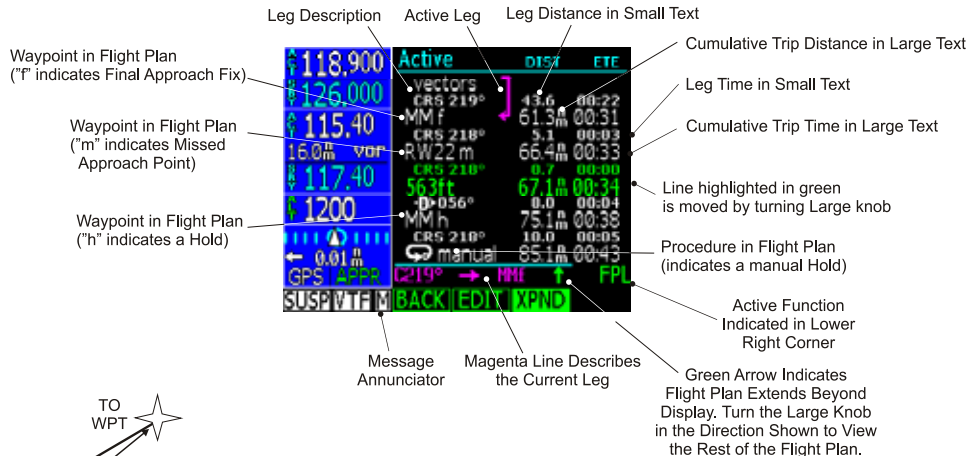 Leg Description
Active Leg
Leg Distance in Small Text
Waypoint in Flight Plan
("f" indicates Final Approach Fix)
Waypoint in Flight Plan
("m" indicates Missed
Approach Point)
Waypoint in Flight Plan
("h" indicates a Hold)
118.900
126.000
115.40
16.0nm vor
117.40
1200
← 0.01nm
GPS APPR
SUSP VTF M
Active DIST ETE
vectors
CRS 219° 43.6 00:22
MM f 61.3nm 00:31
CRS 218° 5.1 00:03
RW22 m 66.4nm 00:33
CRS 218° 0.7 00:00
563ft 67.1nm 00:34
D 056° 8.0 00:04
MM h 75.1nm 00:38
CRS 218° 10.0 00:05
manual 85.1nm 00:43
C219° → MMf ↑ FPL
BACK EDIT XPND
Cumulative Trip Distance in Large Text
Leg Time in Small Text
Cumulative Trip Time in Large Text
Line highlighted in green
is moved by turning Large knob
Procedure in Flight Plan
(indicates a manual Hold)
Active Function
Indicated in Lower
Right Corner
Message
Annunciator
Magenta Line Describes
the Current Leg
Green Arrow Indicates
Flight Plan Extends Beyond
Display. Turn the Large Knob
in the Direction Shown to View
the Rest of the Flight Plan.
TO
WPT